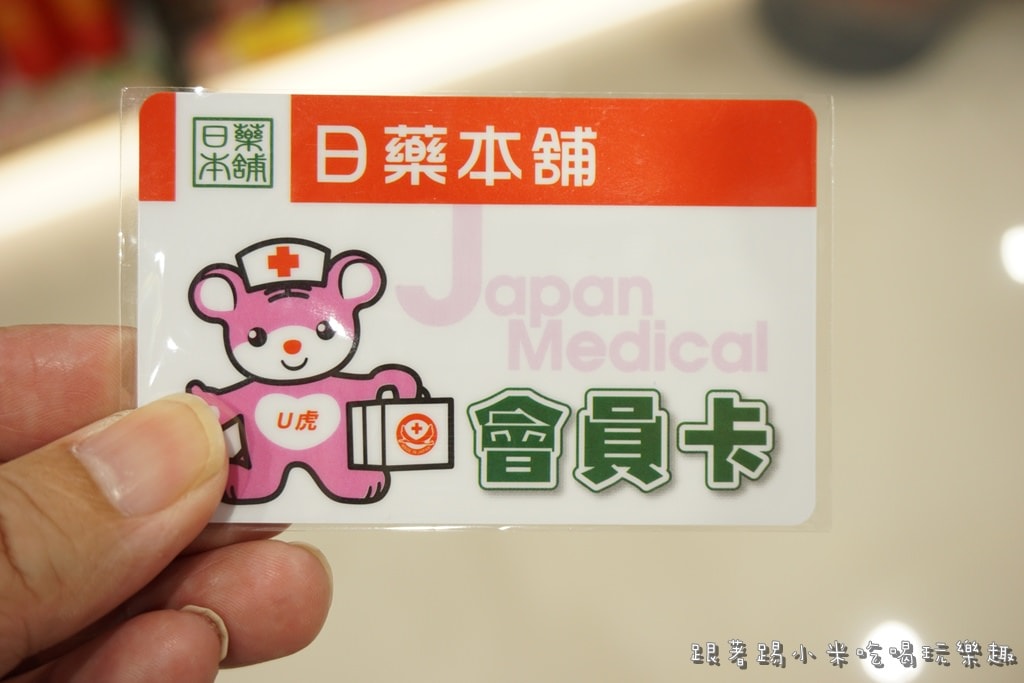 日藥
本舖
日藥本舖
Japan
Medical
U虎
會員卡
跟著踢小米吃喝玩樂趣